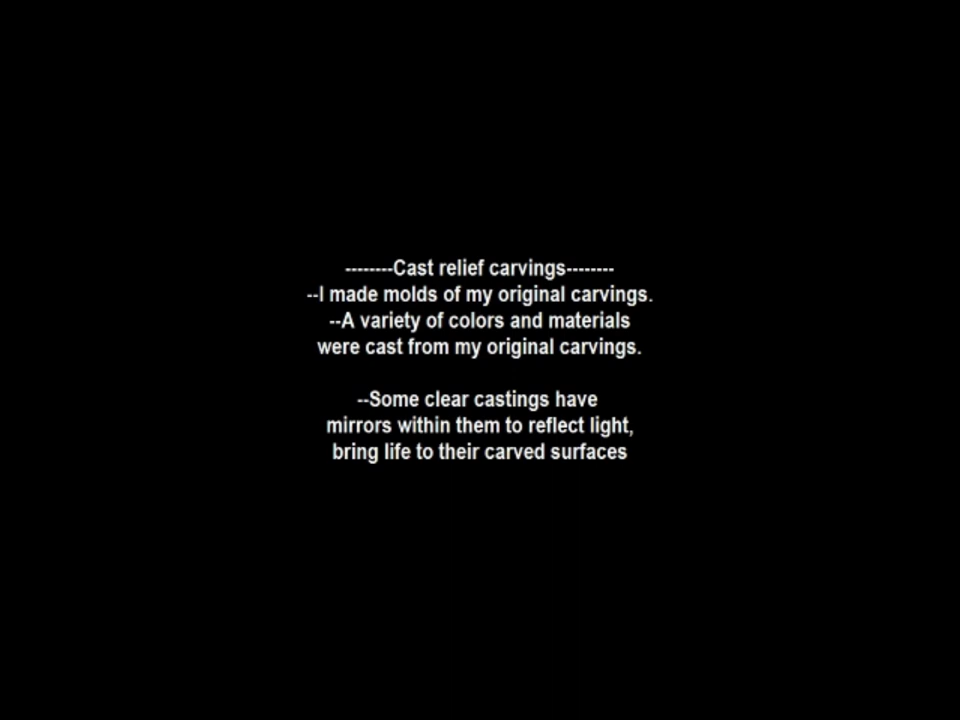 --------Cast relief carvings--------
--I made molds of my original carvings.
--A variety of colors and materials
were cast from my original carvings.
--Some clear castings have
mirrors within them to reflect light,
bring life to their carved surfaces